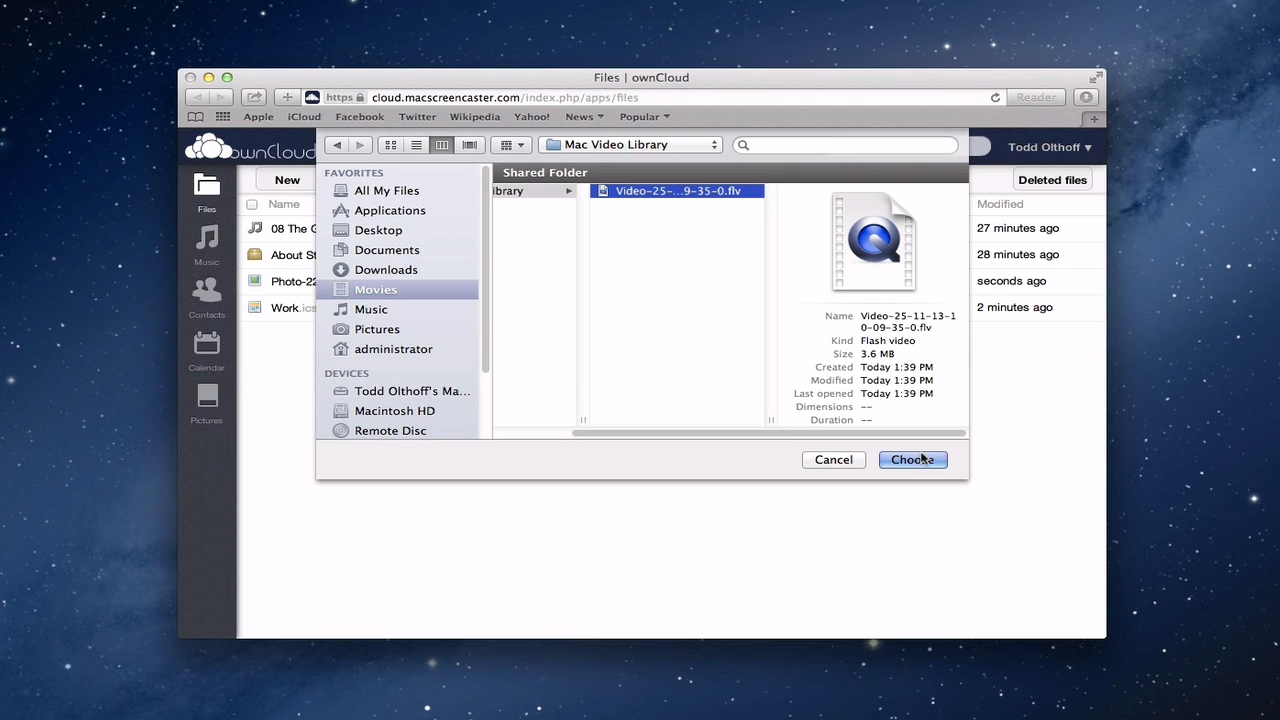 Files | ownCloud
https cloud.macscreencaster.com/index.php/apps/files
Reader
Apple iCloud Facebook Twitter Wikipedia Yahoo! News Popular
ownCloud
Mac Video Library
Todd Olthoff
Shared Folder
New
Deleted files
Files
Music
Contacts
Calendar
Pictures
Name
Modified
08 The G
27 minutes ago
About St
28 minutes ago
Photo-22
seconds ago
Work.ics
2 minutes ago
FAVORITES
All My Files
Applications
Desktop
Documents
Downloads
Movies
Music
Pictures
administrator
DEVICES
Todd Olthoff's Ma...
Macintosh HD
Remote Disc
ibrary
Video-25-...9-35-0.flv
Name Video-25-11-13-1
0-09-35-0.flv
Kind Flash video
Size 3.6 MB
Created Today 1:39 PM
Modified Today 1:39 PM
Last opened Today 1:39 PM
Dimensions --
Duration --
Cancel
Choose